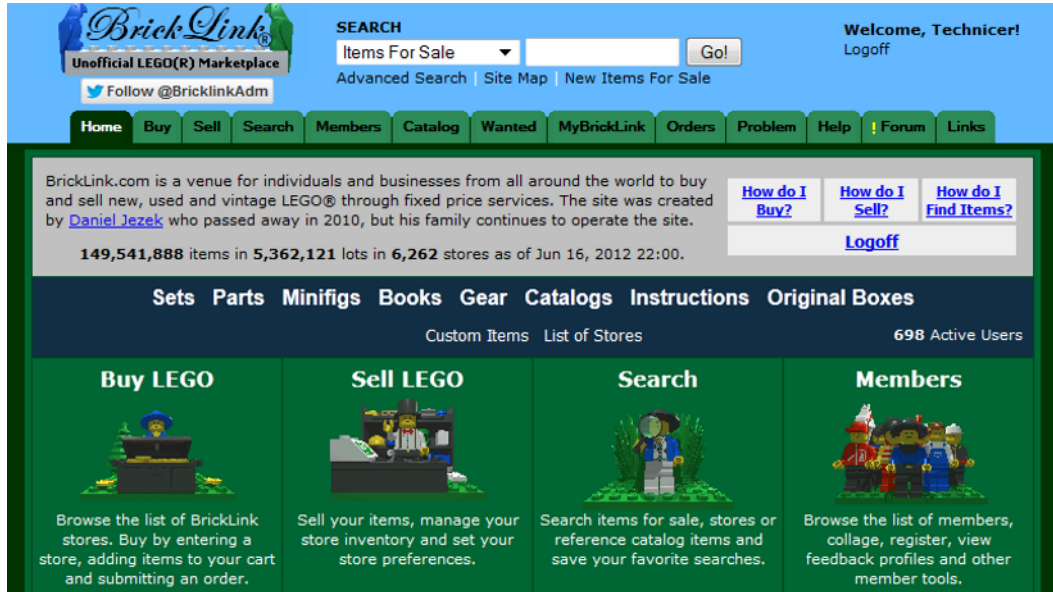 BrickLink®
Unofficial LEGO(R) Marketplace
Follow @BricklinkAdm
SEARCH
Items For Sale
Go!
Advanced Search | Site Map | New Items For Sale
Welcome, Technicer!
Logoff
Home Buy Sell Search Members Catalog Wanted MyBrickLink Orders Problem Help ! Forum Links
BrickLink.com is a venue for individuals and businesses from all around the world to buy
and sell new, used and vintage LEGO® through fixed price services. The site was created
by Daniel Jezek who passed away in 2010, but his family continues to operate the site.
149,541,888 items in 5,362,121 lots in 6,262 stores as of Jun 16, 2012 22:00.
How do I
Buy?
How do I
Sell?
How do I
Find Items?
Logoff
Sets Parts Minifigs Books Gear Catalogs Instructions Original Boxes
Custom Items List of Stores
698 Active Users
Buy LEGO
Browse the list of BrickLink
stores. Buy by entering a
store, adding items to your cart
and submitting an order.
Sell LEGO
Sell your items, manage your
store inventory and set your
store preferences.
Search
Search items for sale, stores or
reference catalog items and
save your favorite searches.
Members
Browse the list of members,
collage, register, view
feedback profiles and other
member tools.